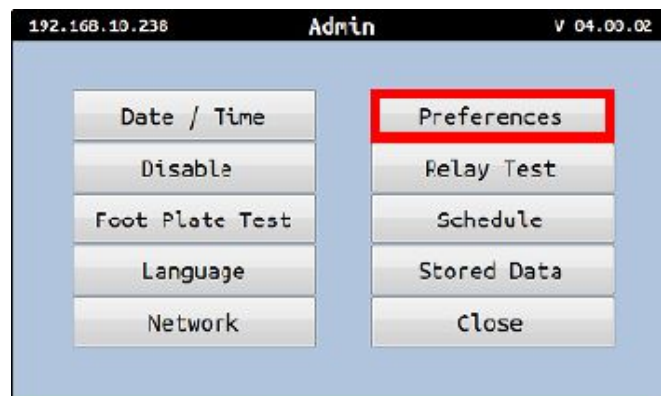 192.168.10.238 Admin V 04.00.02
Date / Time
Preferences
Disable
Relay Test
Foot Plate Test
Schedule
Language
Stored Data
Network
Close